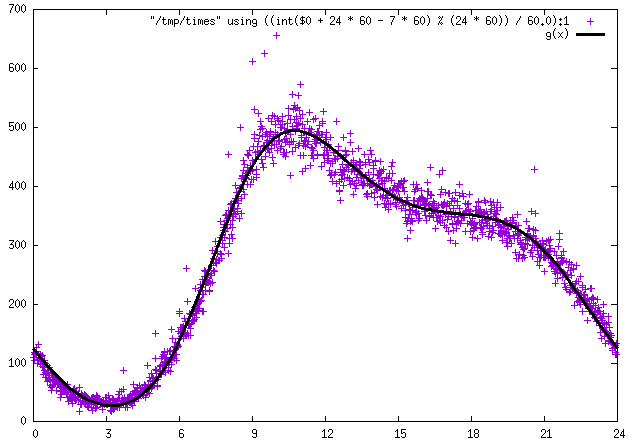 "/tmp/times" using ((int($0 + 24 * 60 - 7 * 60) % (24 * 60)) / 60.0):1
g(x)
700
600
500
400
300
200
100
0
0 3 6 9 12 15 18 21 24